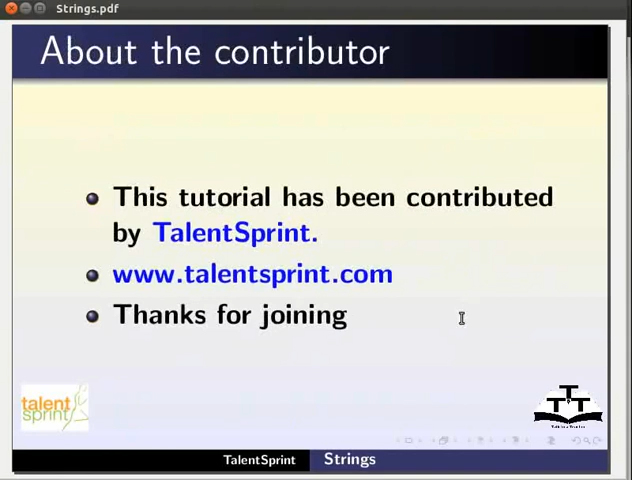 Strings.pdf
About the contributor
This tutorial has been contributed
by TalentSprint.
www.talentsprint.com
Thanks for joining
talent
sprint
TTT
TalentSprint Strings